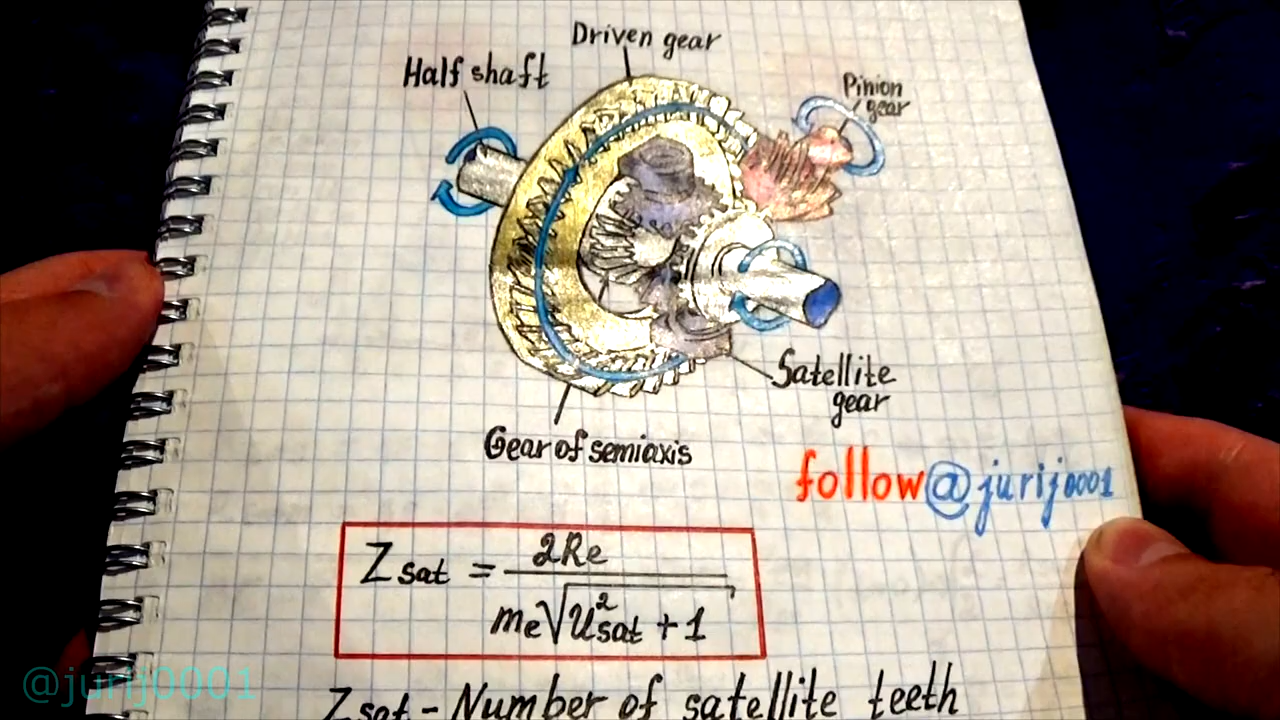 Driven gear
Half shaft
Pinion
gear
Satellite
gear
Gear of semiaxis
follow @jurij0001
Zsat = 2Re
me√U²sat + 1
@jurij0001
Zsat - Number of satellite teeth